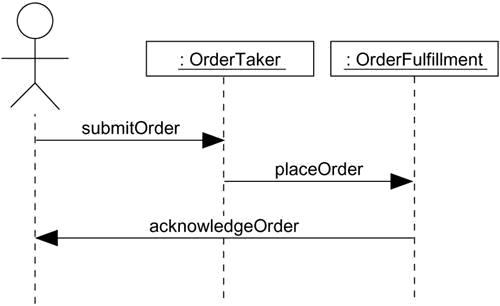 : OrderTaker
: OrderFulfillment
submitOrder
placeOrder
acknowledgeOrder